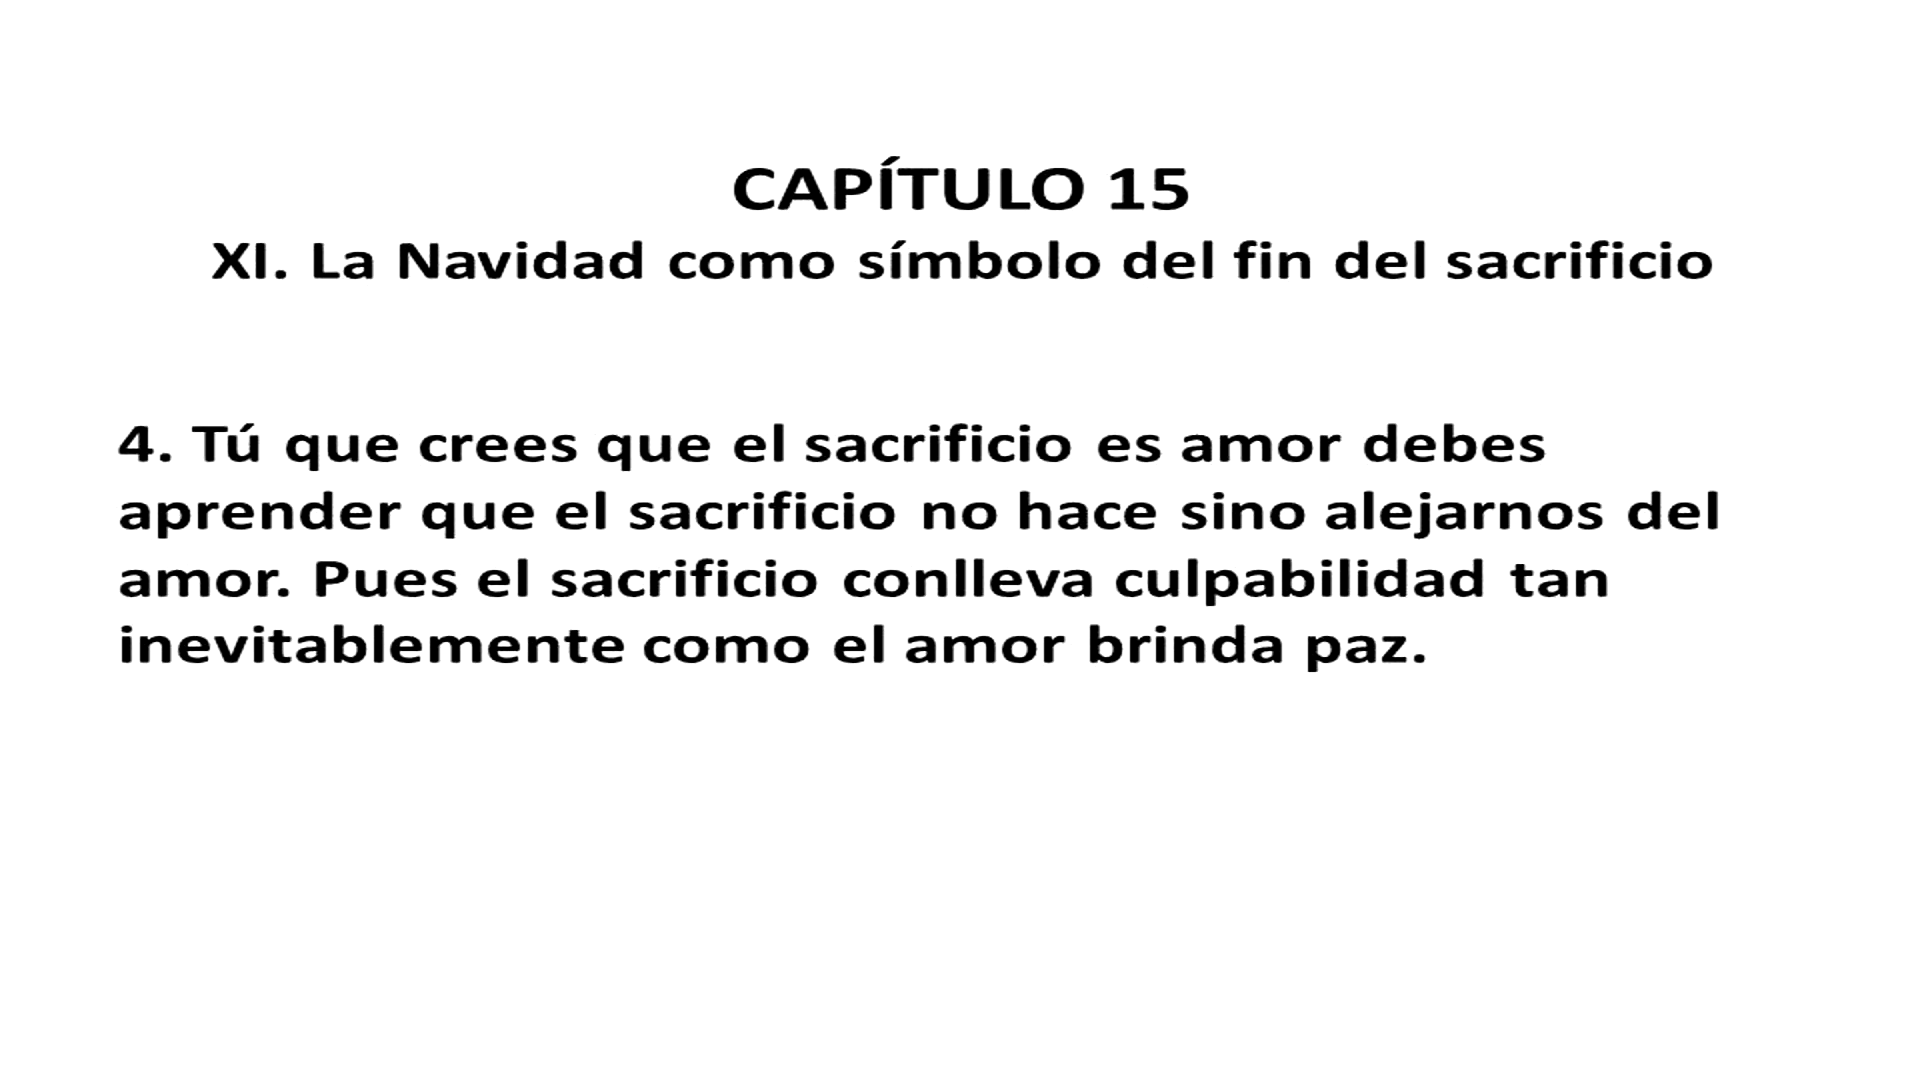 CAPÍTULO 15
XI. La Navidad como símbolo del fin del sacrificio
4. Tú que crees que el sacrificio es amor debes
aprender que el sacrificio no hace sino alejarnos del
amor. Pues el sacrificio conlleva culpabilidad tan
inevitablemente como el amor brinda paz.